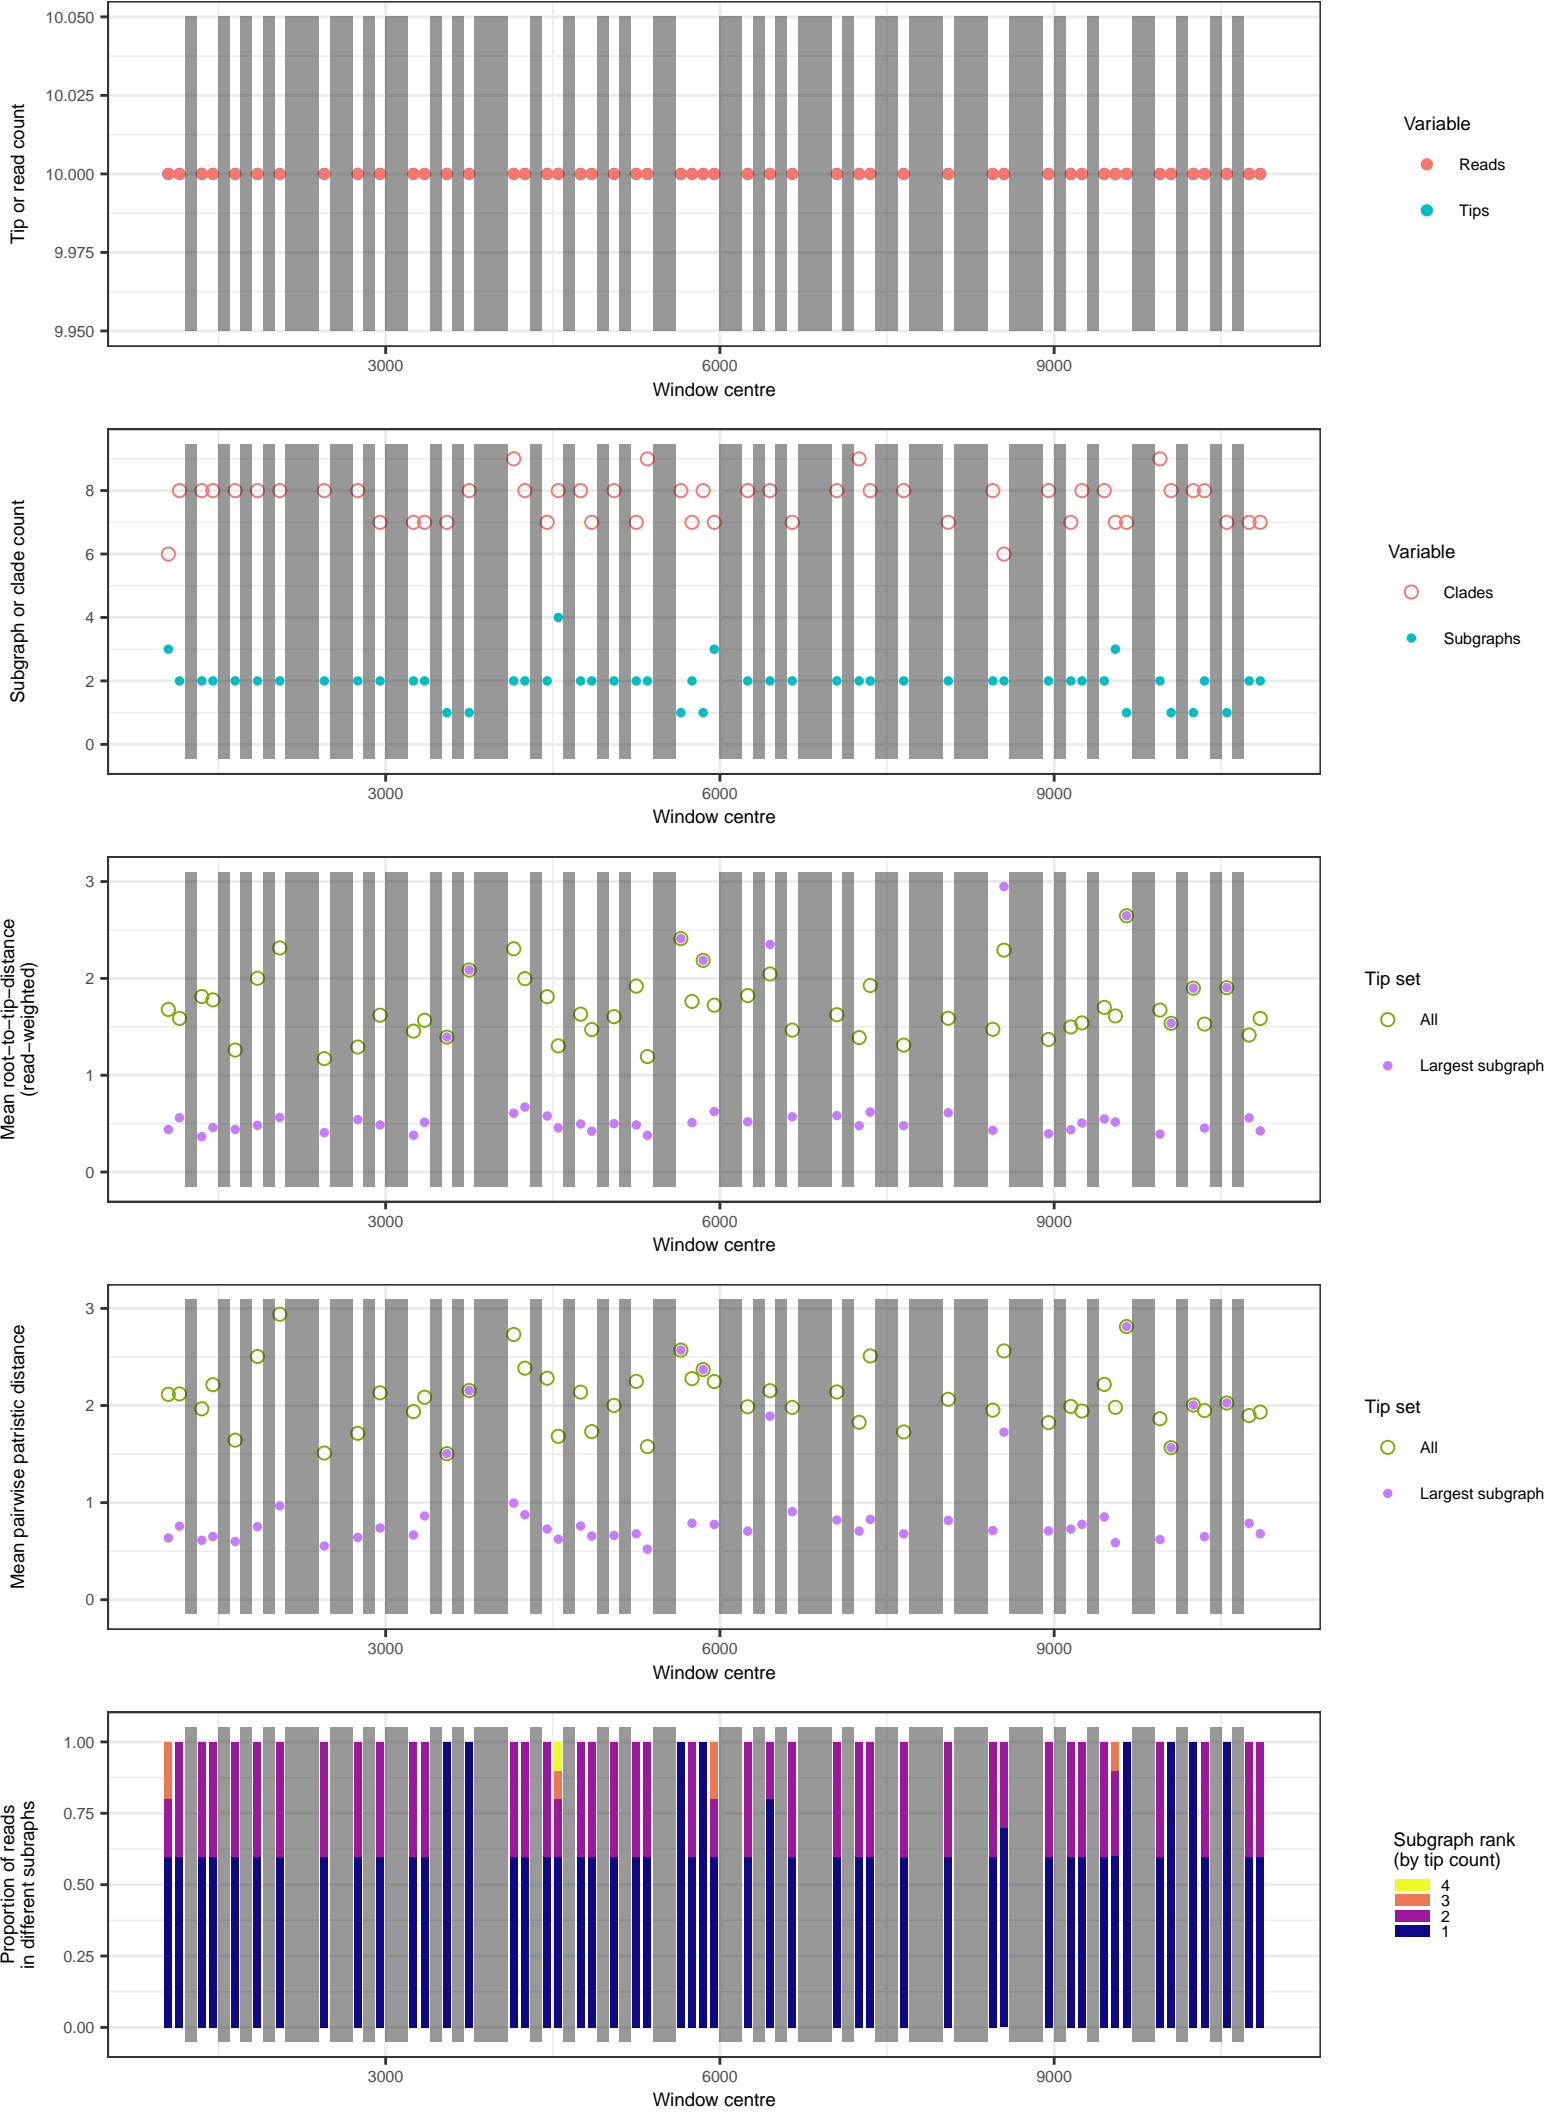 10.050
10.025
10.000
9.975
9.950
Tip or read count
3000 6000 9000
Window centre
Variable
Reads
Tips
8
6
4
2
0
Subgraph or clade count
3000 6000 9000
Window centre
Variable
Clades
Subgraphs
3
2
1
0
Mean root−to−tip−distance
(read−weighted)
3000 6000 9000
Window centre
Tip set
All
Largest subgraph
3
2
1
0
Mean pairwise patristic distance
3000 6000 9000
Window centre
Tip set
All
Largest subgraph
1.00
0.75
0.50
0.25
0.00
Proportion of reads
in different subraphs
3000 6000 9000
Window centre
Subgraph rank
(by tip count)
4
3
2
1